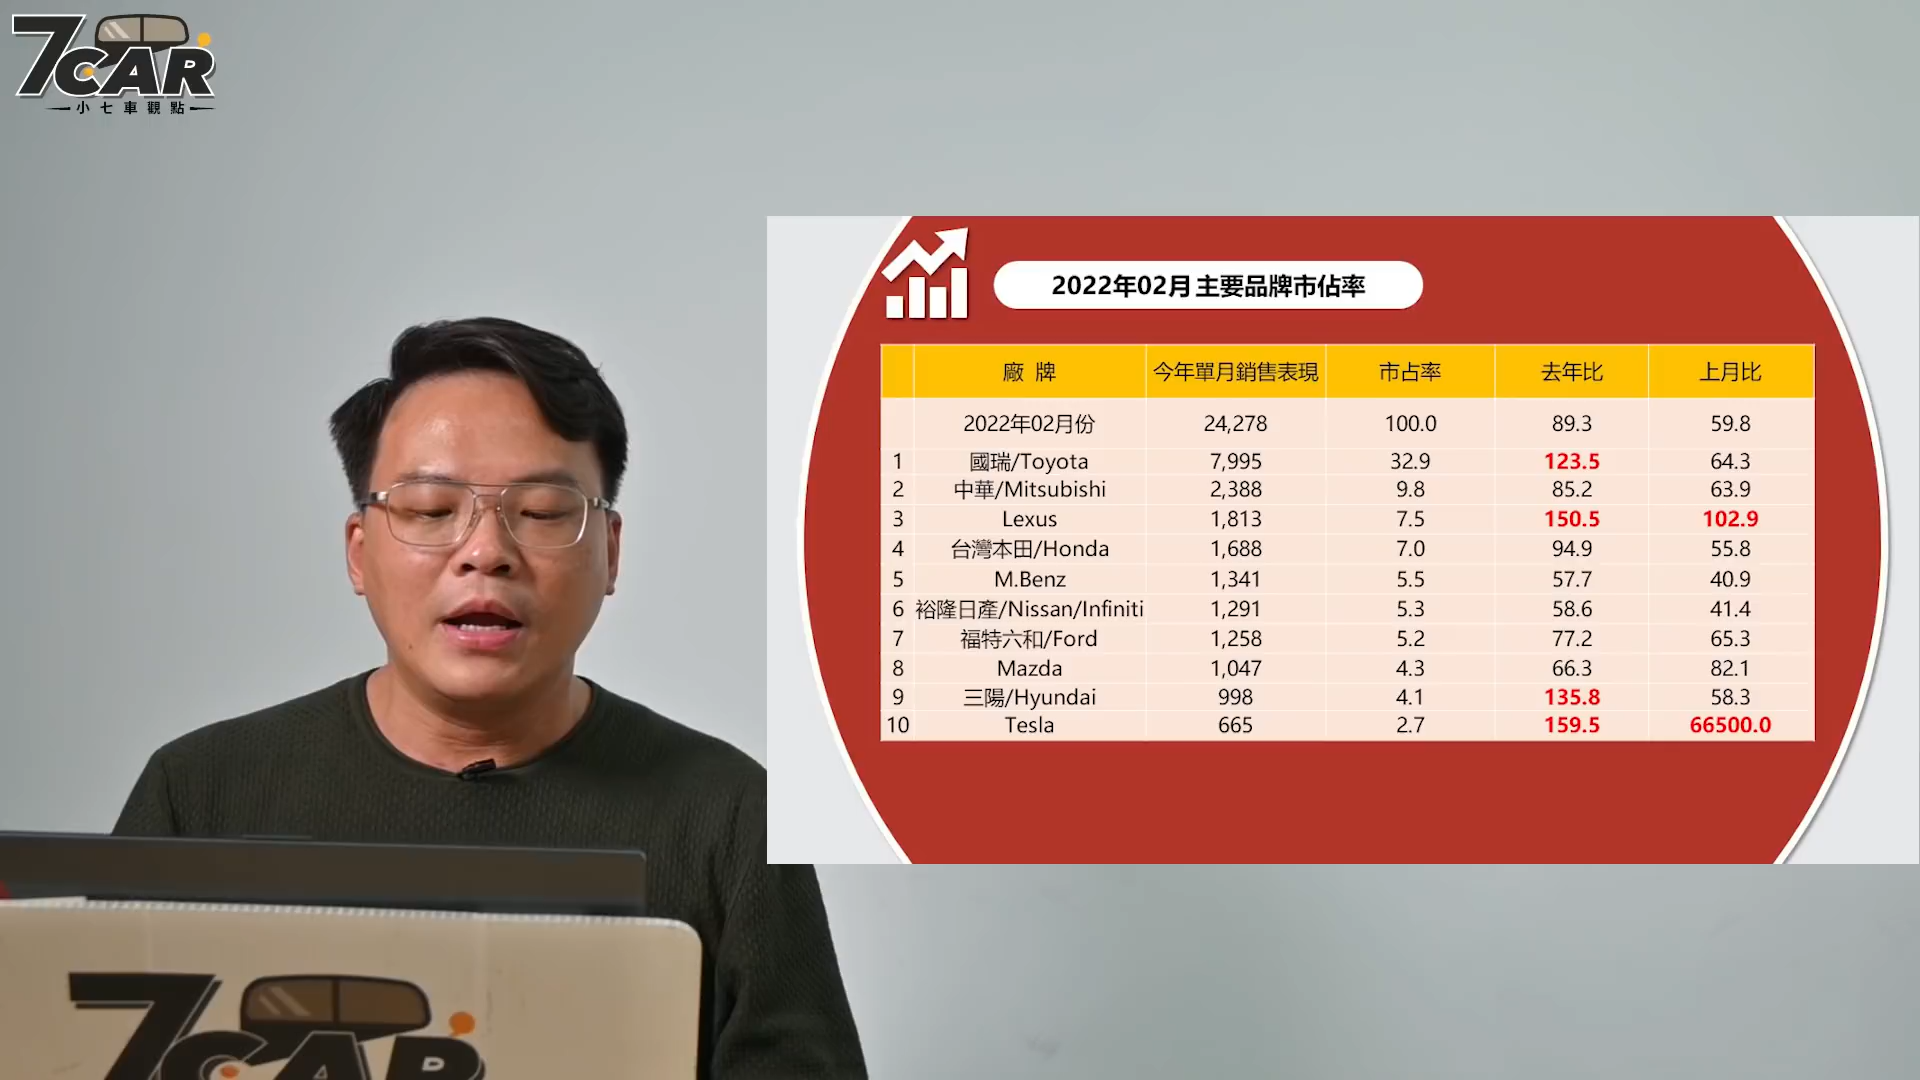 7CAR
小七車觀點
2022年02月主要品牌市佔率
廠 牌 今年單月銷售表現 市占率 去年比 上月比
2022年02月份 24,278 100.0 89.3 59.8
1 國瑞/Toyota 7,995 32.9 123.5 64.3
2 中華/Mitsubishi 2,388 9.8 85.2 63.9
3 Lexus 1,813 7.5 150.5 102.9
4 台灣本田/Honda 1,688 7.0 94.9 55.8
5 M.Benz 1,341 5.5 57.7 40.9
6 裕隆日產/Nissan/Infiniti 1,291 5.3 58.6 41.4
7 福特六和/Ford 1,258 5.2 77.2 65.3
8 Mazda 1,047 4.3 66.3 82.1
9 三陽/Hyundai 998 4.1 135.8 58.3
10 Tesla 665 2.7 159.5 66500.0
7CAR